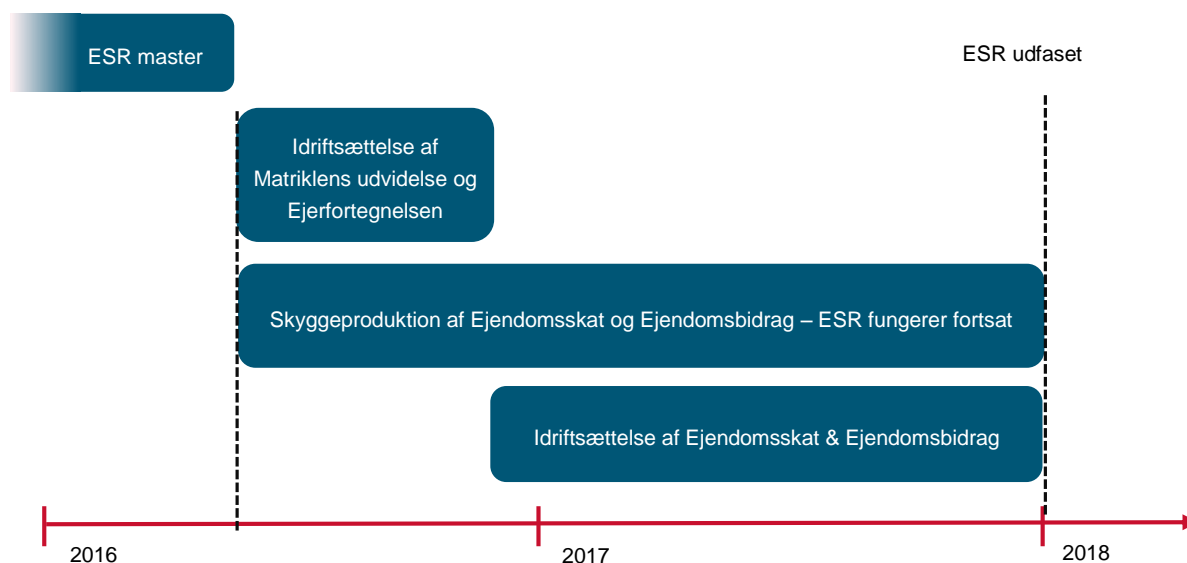 ESR master
ESR udfaset
Idriftsættelse af
Matriklens udvidelse og
Ejerfortegnelsen
Skyggeproduktion af Ejendomsskat og Ejendomsbidrag – ESR fungerer fortsat
Idriftsættelse af Ejendomsskat & Ejendomsbidrag
2016
2017
2018